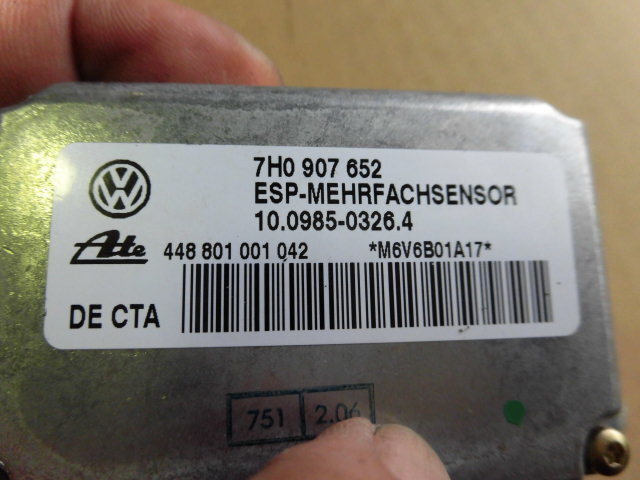 7H0 907 652
ESP-MEHRFACHSENSOR
10.0985-0326.4
Ate 448 801 001 042 *M6V6B01A17*
DE CTA
751 2.06